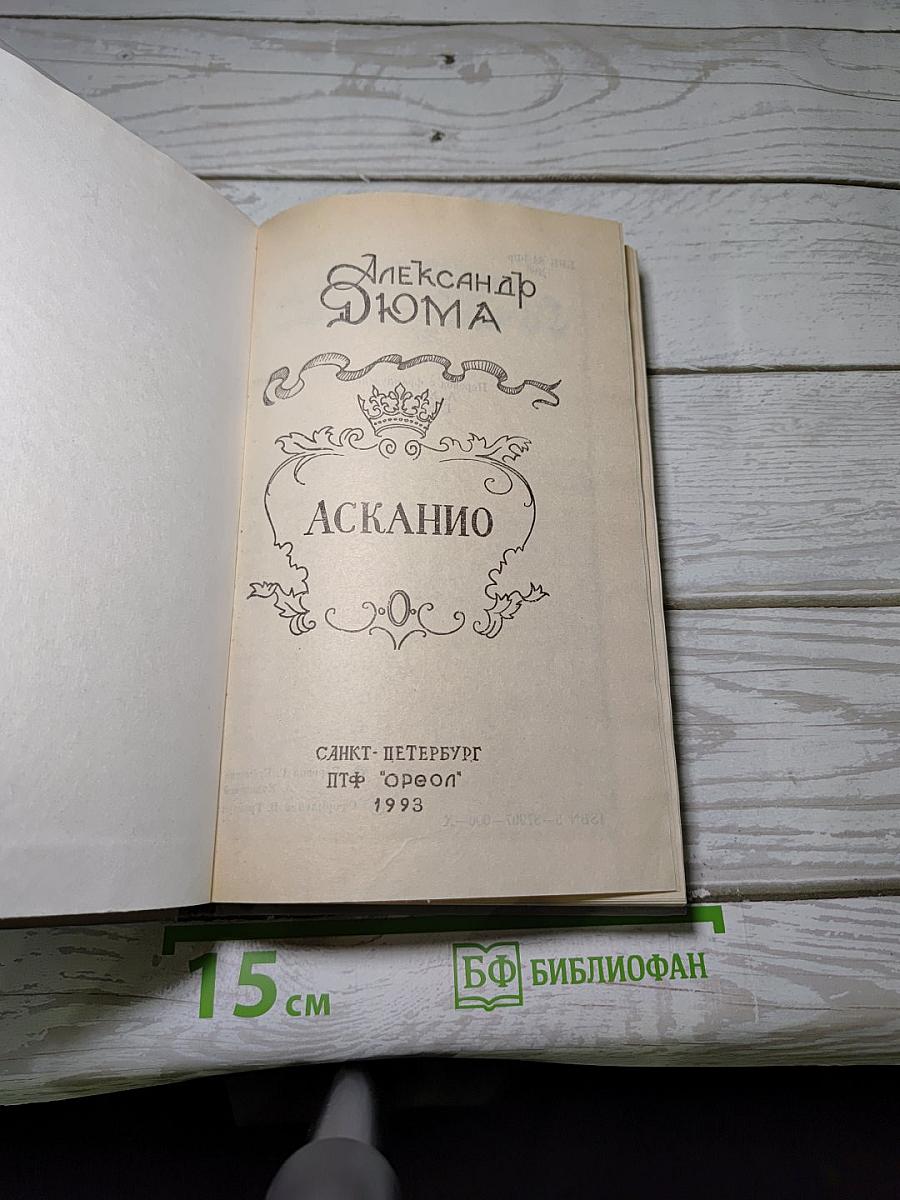 АЛЕКСАНДР
ДЮМА
АСКАНИО
САНКТ-ПЕТЕРБУРГ
ПТФ "ОРЕОЛ"
1993
15 см
БФ БИБЛИОФАН